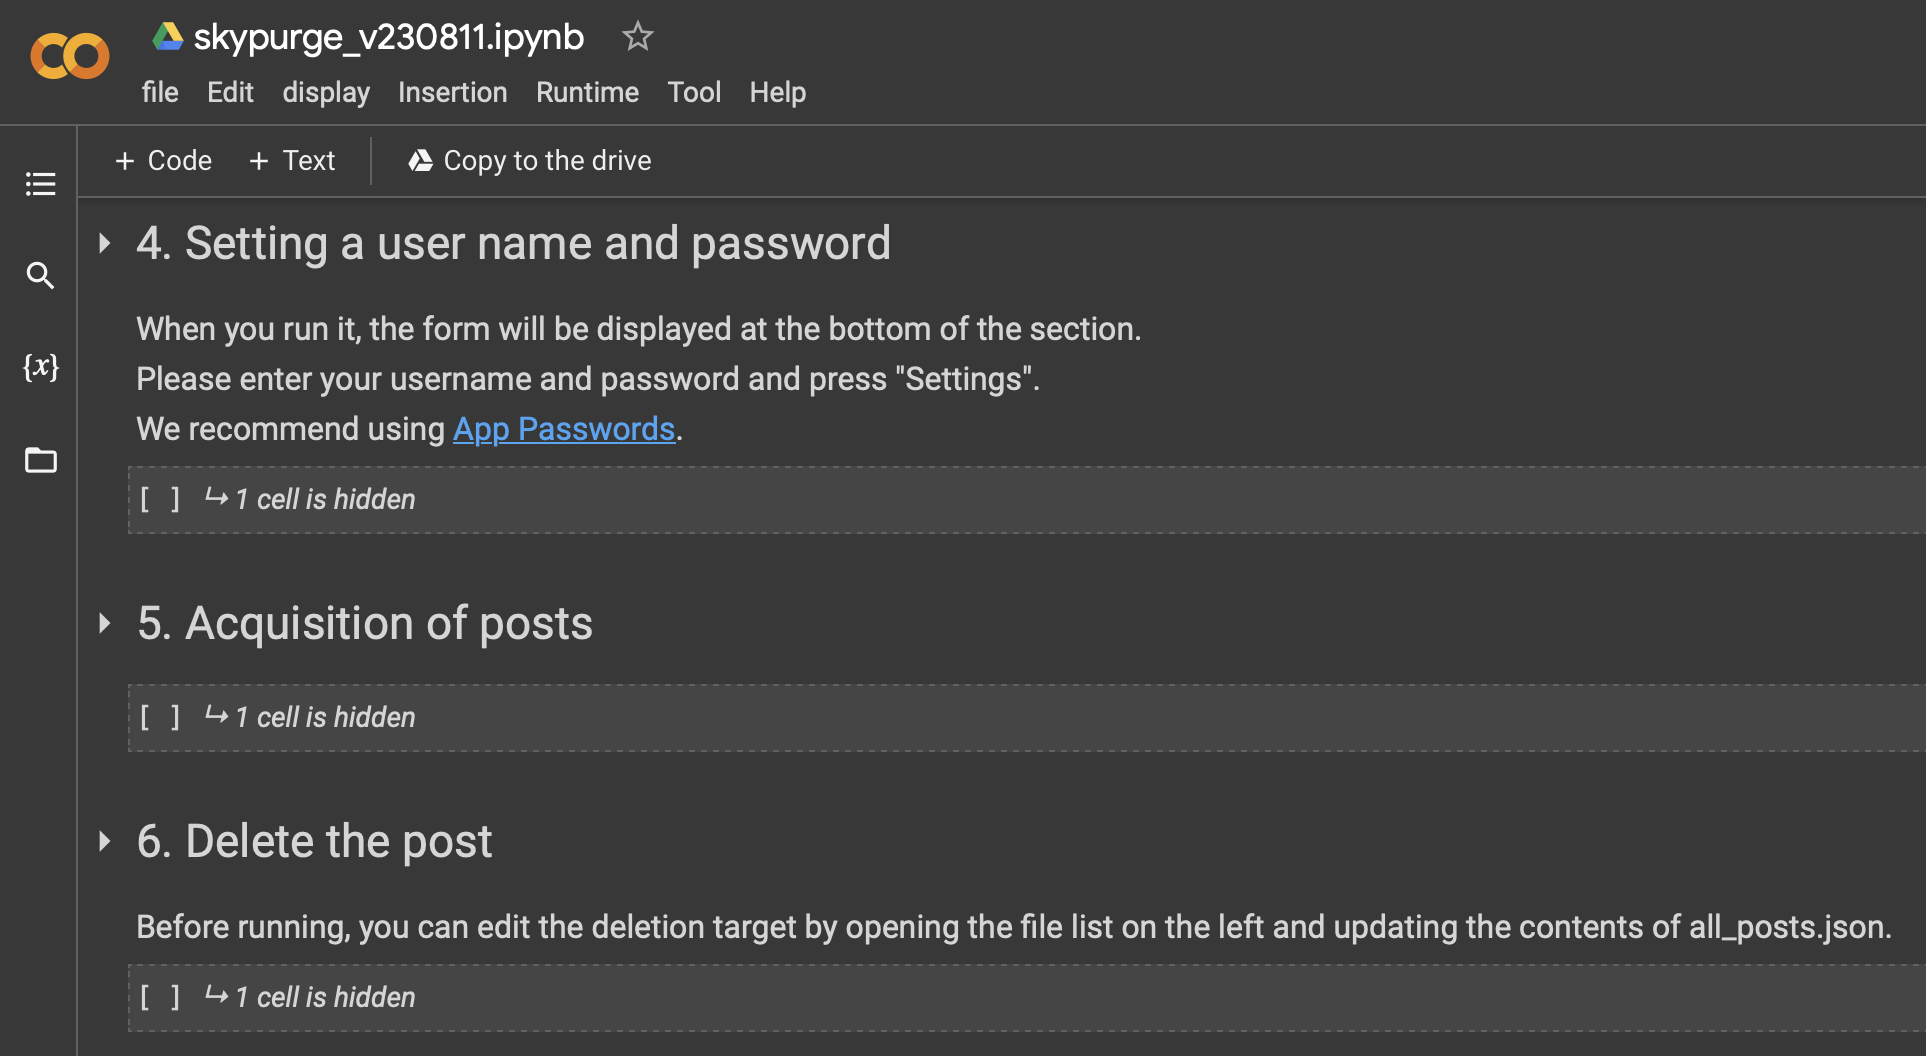 skypurge_v230811.ipynb
file Edit display Insertion Runtime Tool Help
+ Code + Text Copy to the drive
{x}
4. Setting a user name and password
When you run it, the form will be displayed at the bottom of the section.
Please enter your username and password and press "Settings".
We recommend using App Passwords.
[ ] ↳ 1 cell is hidden
5. Acquisition of posts
[ ] ↳ 1 cell is hidden
6. Delete the post
Before running, you can edit the deletion target by opening the file list on the left and updating the contents of all_posts.json.
[ ] ↳ 1 cell is hidden